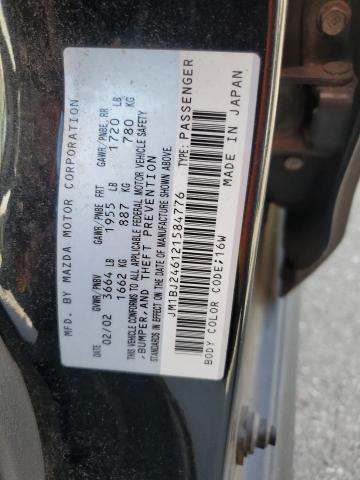 MFD. BY MAZDA MOTOR CORPORATION
GVWR/PNBV GAWR/PNBE FRT GAWR/PNBE RR
02/02 3664 LB 1955 LB 1720 LB
1662 KG 887 KG 780 KG
THIS VEHICLE CONFORMS TO ALL APPLICABLE FEDERAL MOTOR VEHICLE SAFETY
,BUMPER,AND THEFT PREVENTION
STANDARDS IN EFFECT ON THE DATE OF MANUFACTURE SHOWN ABOVE
JM1BJ246121584776 TYPE: PASSENGER
BODY COLOR CODE:16W MADE IN JAPAN